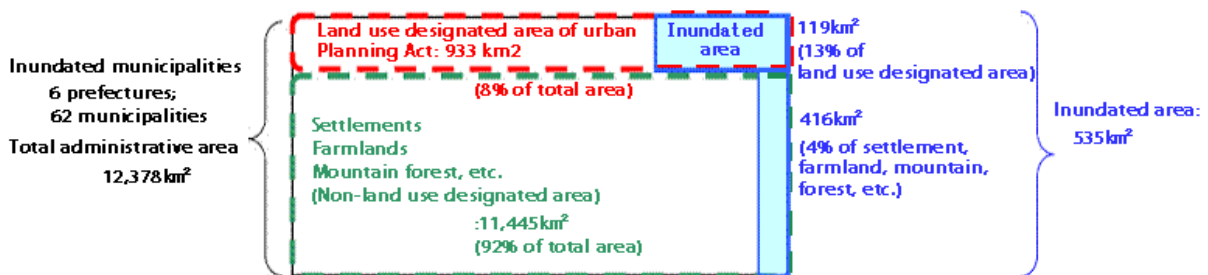 Inundated municipalities
6 prefectures;
62 municipalities
Total administrative area
12,378km²
Land use designated area of urban
Planning Act: 933 km2
(8% of total area)
Inundated
area
119km²
(13% of
land use designated area)
Settlements
Farmlands
Mountain forest, etc.
(Non-land use designated area)
:11,445km²
(92% of total area)
416km²
(4% of settlement,
farmland, mountain,
forest, etc.)
Inundated area:
535km²